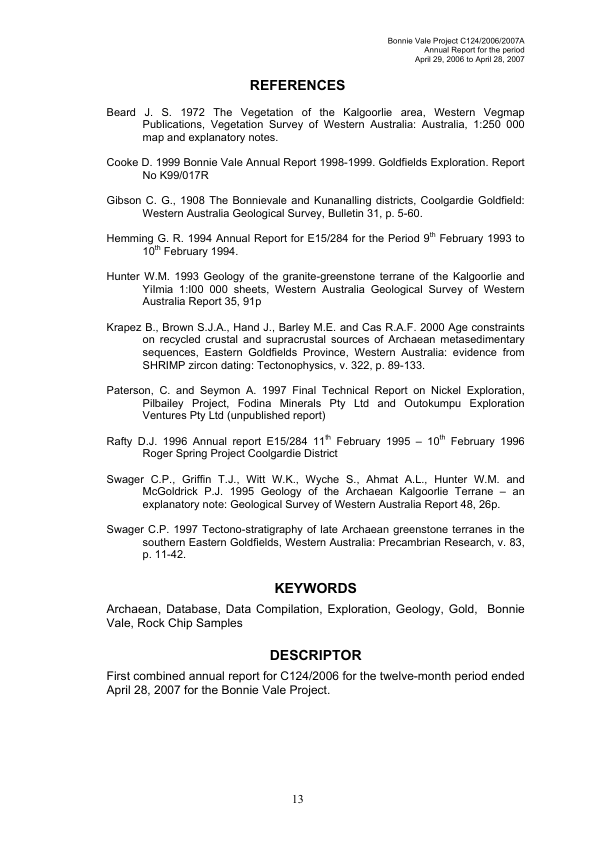 Bonnie Vale Project C124/2006/2007A
Annual Report for the period
April 29, 2006 to April 28, 2007
REFERENCES
Beard J. S. 1972 The Vegetation of the Kalgoorlie area, Western Vegmap
Publications, Vegetation Survey of Western Australia: Australia, 1:250 000
map and explanatory notes.
Cooke D. 1999 Bonnie Vale Annual Report 1998-1999. Goldfields Exploration. Report
No K99/017R
Gibson C. G., 1908 The Bonnievale and Kunanalling districts, Coolgardie Goldfield:
Western Australia Geological Survey, Bulletin 31, p. 5-60.
Hemming G. R. 1994 Annual Report for E15/284 for the Period 9th February 1993 to
10th February 1994.
Hunter W.M. 1993 Geology of the granite-greenstone terrane of the Kalgoorlie and
Yilmia 1:I00 000 sheets, Western Australia Geological Survey of Western
Australia Report 35, 91p
Krapez B., Brown S.J.A., Hand J., Barley M.E. and Cas R.A.F. 2000 Age constraints
on recycled crustal and supracrustal sources of Archaean metasedimentary
sequences, Eastern Goldfields Province, Western Australia: evidence from
SHRIMP zircon dating: Tectonophysics, v. 322, p. 89-133.
Paterson, C. and Seymon A. 1997 Final Technical Report on Nickel Exploration,
Pilbailey Project, Fodina Minerals Pty Ltd and Outokumpu Exploration
Ventures Pty Ltd (unpublished report)
Rafty D.J. 1996 Annual report E15/284 11th February 1995 – 10th February 1996
Roger Spring Project Coolgardie District
Swager C.P., Griffin T.J., Witt W.K., Wyche S., Ahmat A.L., Hunter W.M. and
McGoldrick P.J. 1995 Geology of the Archaean Kalgoorlie Terrane – an
explanatory note: Geological Survey of Western Australia Report 48, 26p.
Swager C.P. 1997 Tectono-stratigraphy of late Archaean greenstone terranes in the
southern Eastern Goldfields, Western Australia: Precambrian Research, v. 83,
p. 11-42.
KEYWORDS
Archaean, Database, Data Compilation, Exploration, Geology, Gold, Bonnie
Vale, Rock Chip Samples
DESCRIPTOR
First combined annual report for C124/2006 for the twelve-month period ended
April 28, 2007 for the Bonnie Vale Project.
13